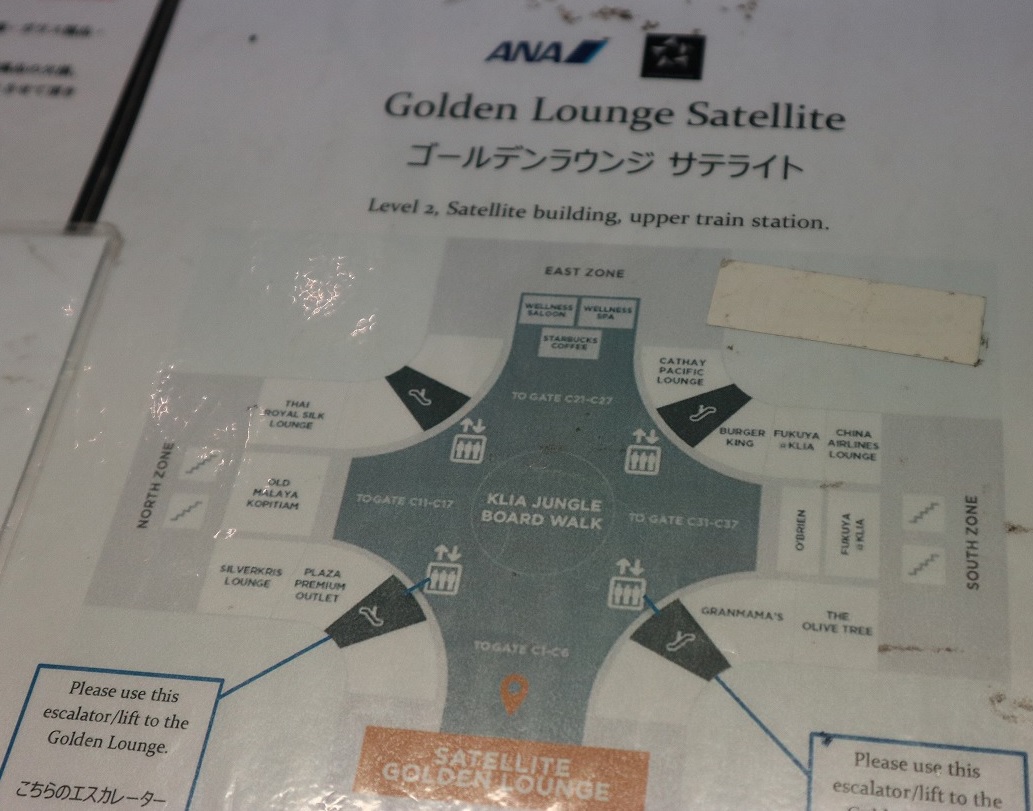 ANA
Golden Lounge Satellite
ゴールデンラウンジ サテライト
Level 2, Satellite building, upper train station.
EAST ZONE
WELLNESS
SALOON
WELLNESS
SPA
STARBUCKS
COFFEE
CATHAY
PACIFIC
LOUNGE
TO GATE C21-C27
THAI
ROYAL SILK
LOUNGE
BURGER
KING
FUKUYA
@KLIA
CHINA
AIRLINES
LOUNGE
NORTH ZONE
OLD
MALAYA
KOPITIAM
TO GATE C11-C17
KLIA JUNGLE
BOARD WALK
TO GATE C31-C37
O'BRIEN
FUKUYA
@KLIA
SOUTH ZONE
SILVERKRIS
LOUNGE
PLAZA
PREMIUM
OUTLET
GRANMAMA'S
THE
OLIVE TREE
TO GATE C1-C6
Please use this
escalator/lift to the
Golden Lounge.
こちらのエスカレーター
SATELLITE
GOLDEN LOUNGE
Please use this
escalator/lift to the